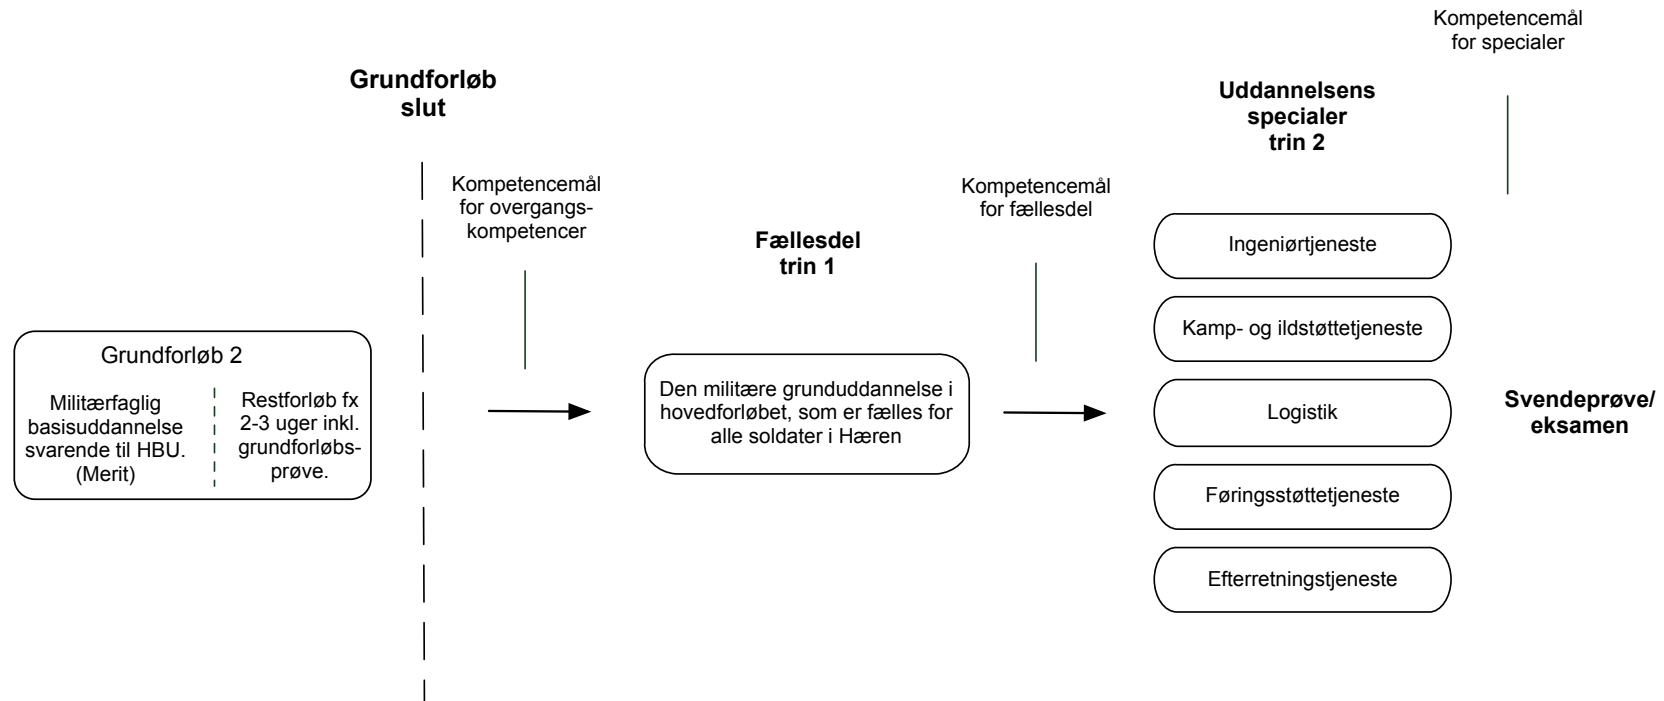 Kompetencemål
for specialer
Grundforløb
slut
Uddannelsens
specialer
trin 2
Kompetencemål
for overgangs-
kompetencer
Kompetencemål
for fællesdel
Fællesdel
trin 1
Grundforløb 2
Militærfaglig
basisuddannelse
svarende til HBU.
(Merit)
Restforløb fx
2-3 uger inkl.
grundforløbs-
prøve.
Den militære grunduddannelse i
hovedforløbet, som er fælles for
alle soldater i Hæren
Ingeniørtjeneste
Kamp- og ildstøttetjeneste
Logistik
Føringsstøttetjeneste
Efterretningstjeneste
Svendeprøve/
eksamen